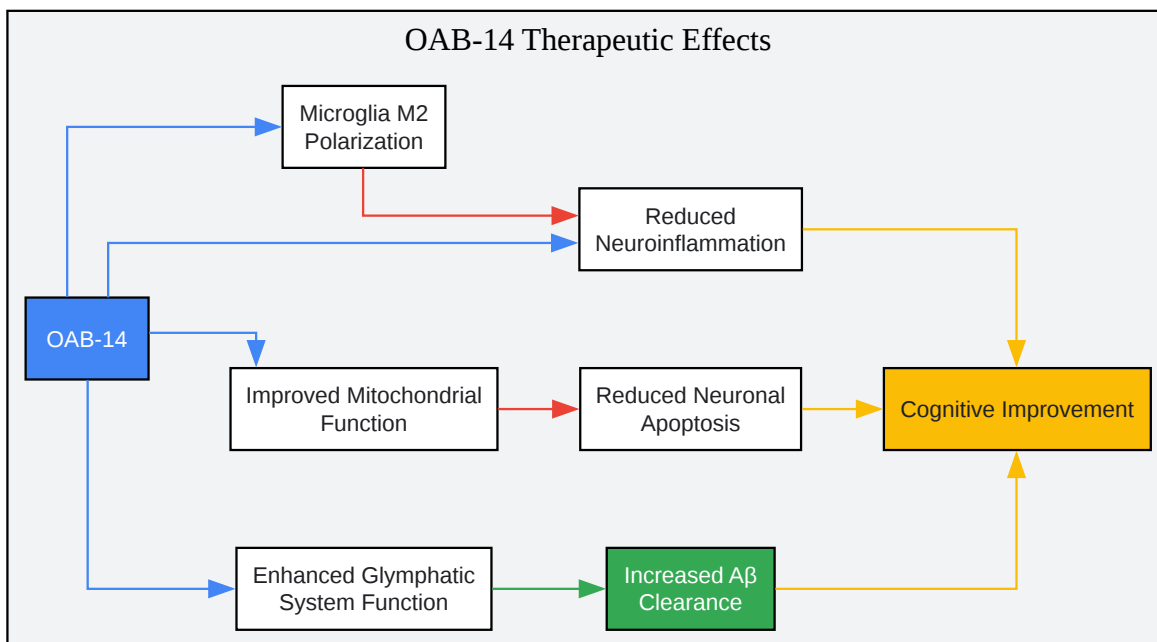 OAB-14 Therapeutic Effects
Microglia M2
Polarization
Reduced
Neuroinflammation
OAB-14
Improved Mitochondrial
Function
Reduced Neuronal
Apoptosis
Cognitive Improvement
Enhanced Glymphatic
System Function
Increased Aβ
Clearance